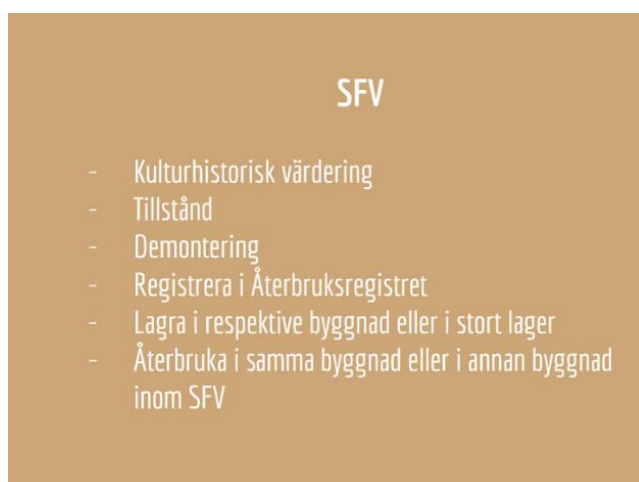 SFV
- Kulturhistorisk värdering
- Tillstånd
- Demontering
- Registrera i Återbruksregistret
- Lagra i respektive byggnad eller i stort lager
- Återbruka i samma byggnad eller i annan byggnad
inom SFV